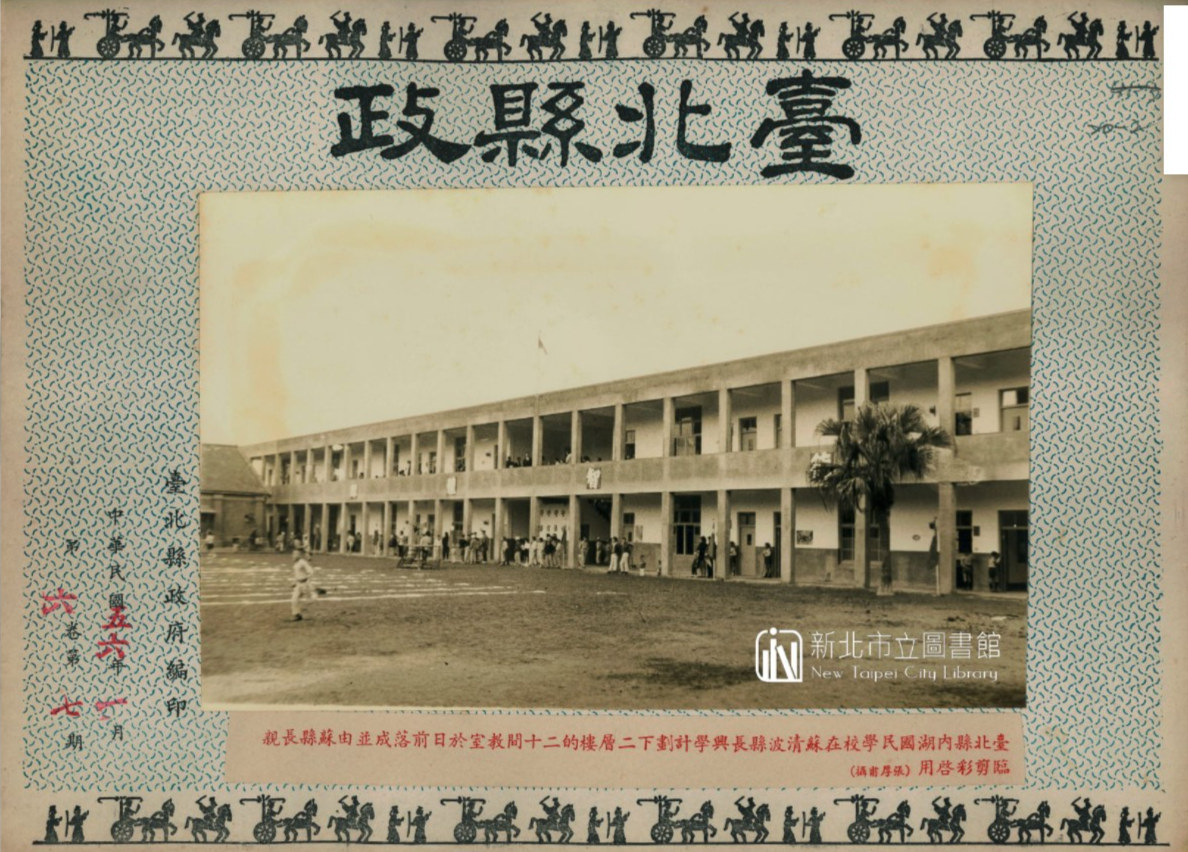 臺北縣政
臺北縣政府編印
中華民國五六年一月
第六卷第七期
智
新北市立圖書館
New Taipei City Library
臺北縣內湖國民學校在蘇清波縣長興學計劃下二層樓的二十間教室於日前落成並由蘇縣長親
臨剪彩啓用(張厚甫攝)